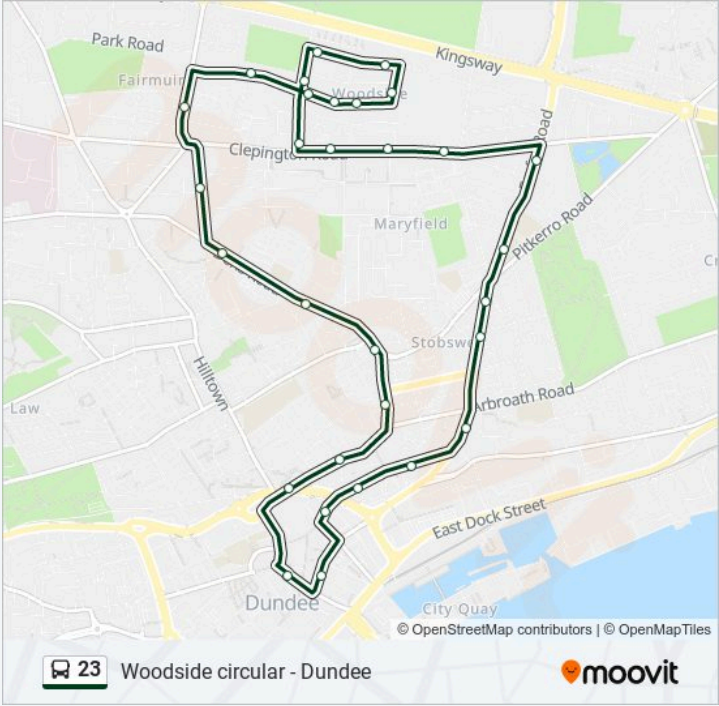 Park Road
Kingsway
Fairmuir
Woodside
Clepington Road
Road
Maryfield
Pitkerro Road
Stobswe
Hilltown
Arbroath Road
Law
East Dock Street
Dundee
City Quay
© OpenStreetMap contributors | © OpenMapTiles
23
Woodside circular - Dundee
moovit